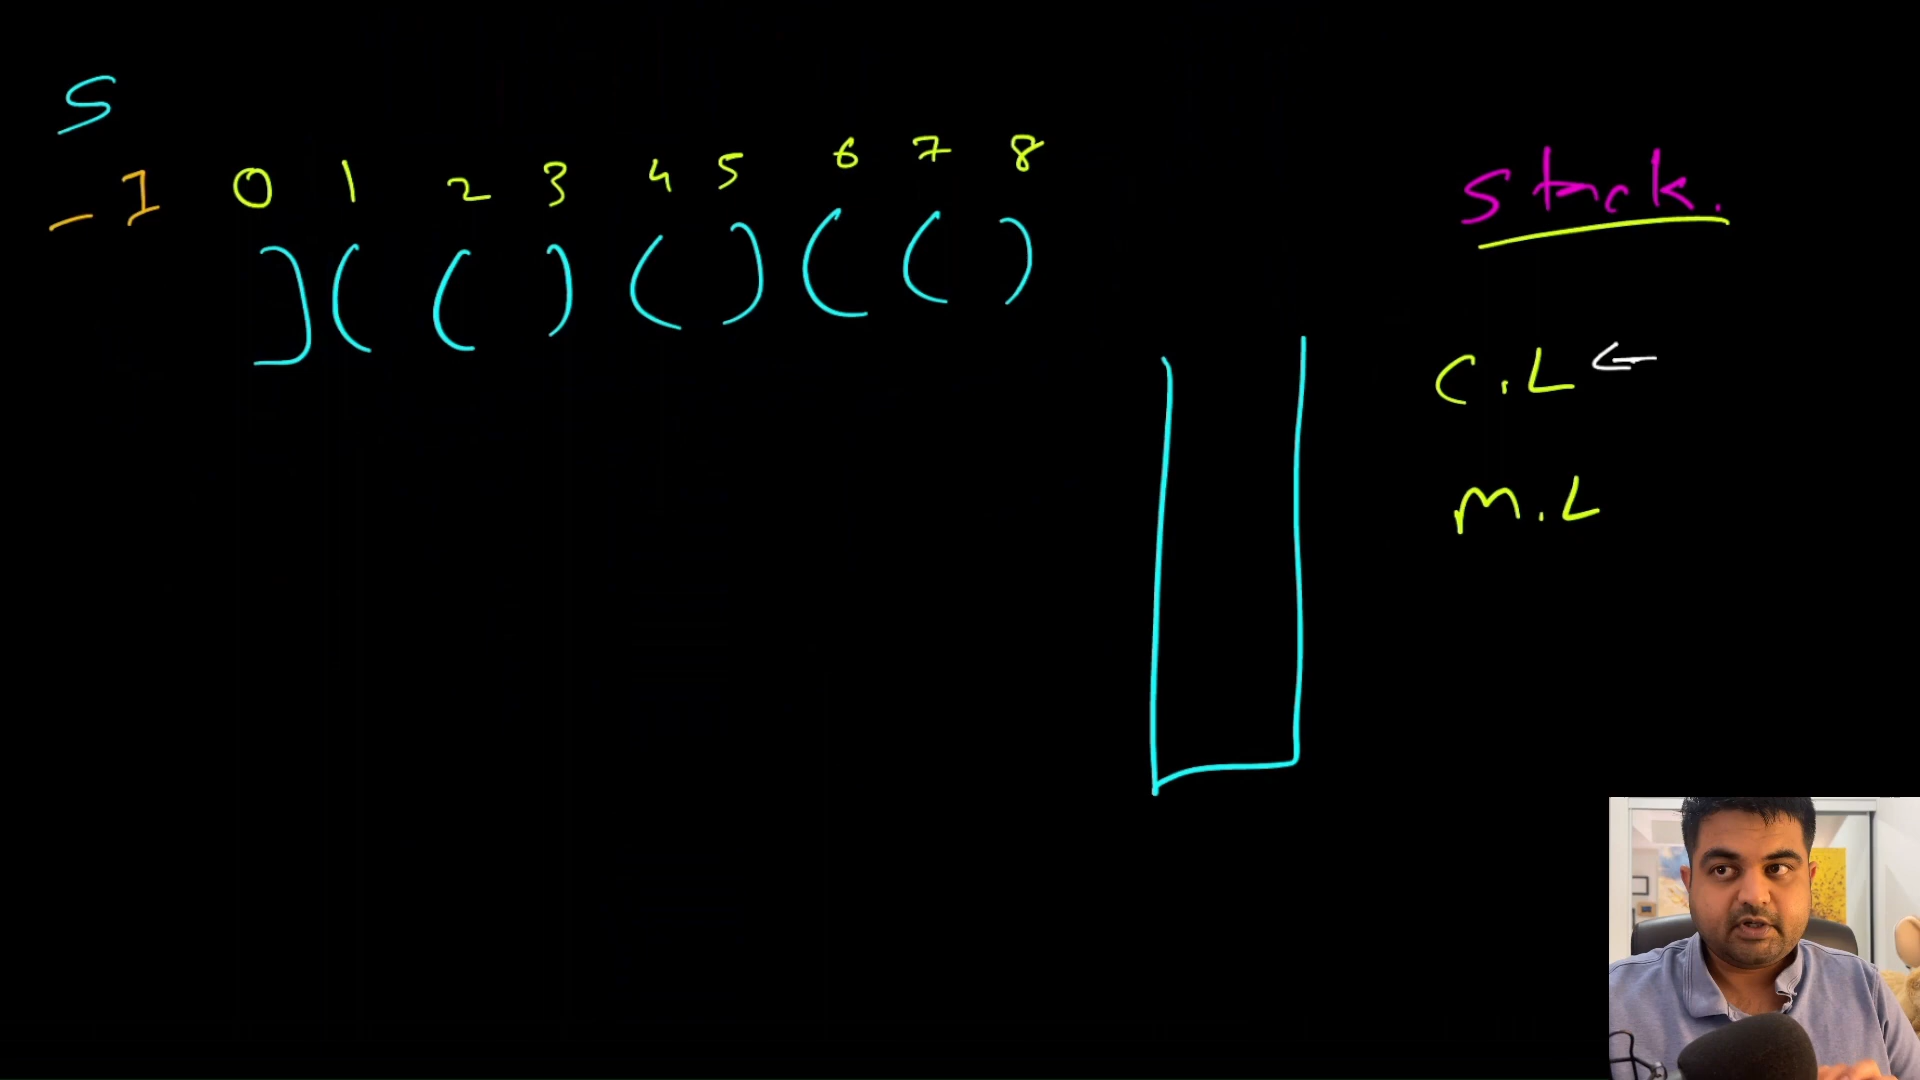 S
-1 0 1 2 3 4 5 6 7 8
) ( ( ) ( ) ( ( )
stack.
C.L ←
M.L